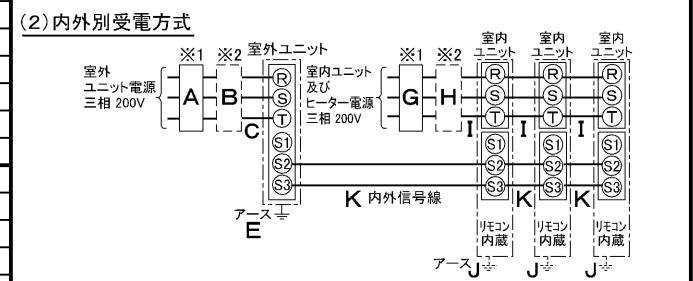 (2)内外別受電方式
※1 ※2 室外ユニット
室外
ユニット電源
三相 200V
A B C
R
S
T
S1
S2
S3
アース
E
室内ユニット
及び
ヒーター電源
三相 200V
※1 ※2
G H
室内
ユニット
室内
ユニット
室内
ユニット
R R R
S S S
T T T
I I I
S1 S1 S1
S2 S2 S2
S3 S3 S3
K 内外信号線 K K
リモコン
内蔵
リモコン
内蔵
リモコン
内蔵
アース J J J